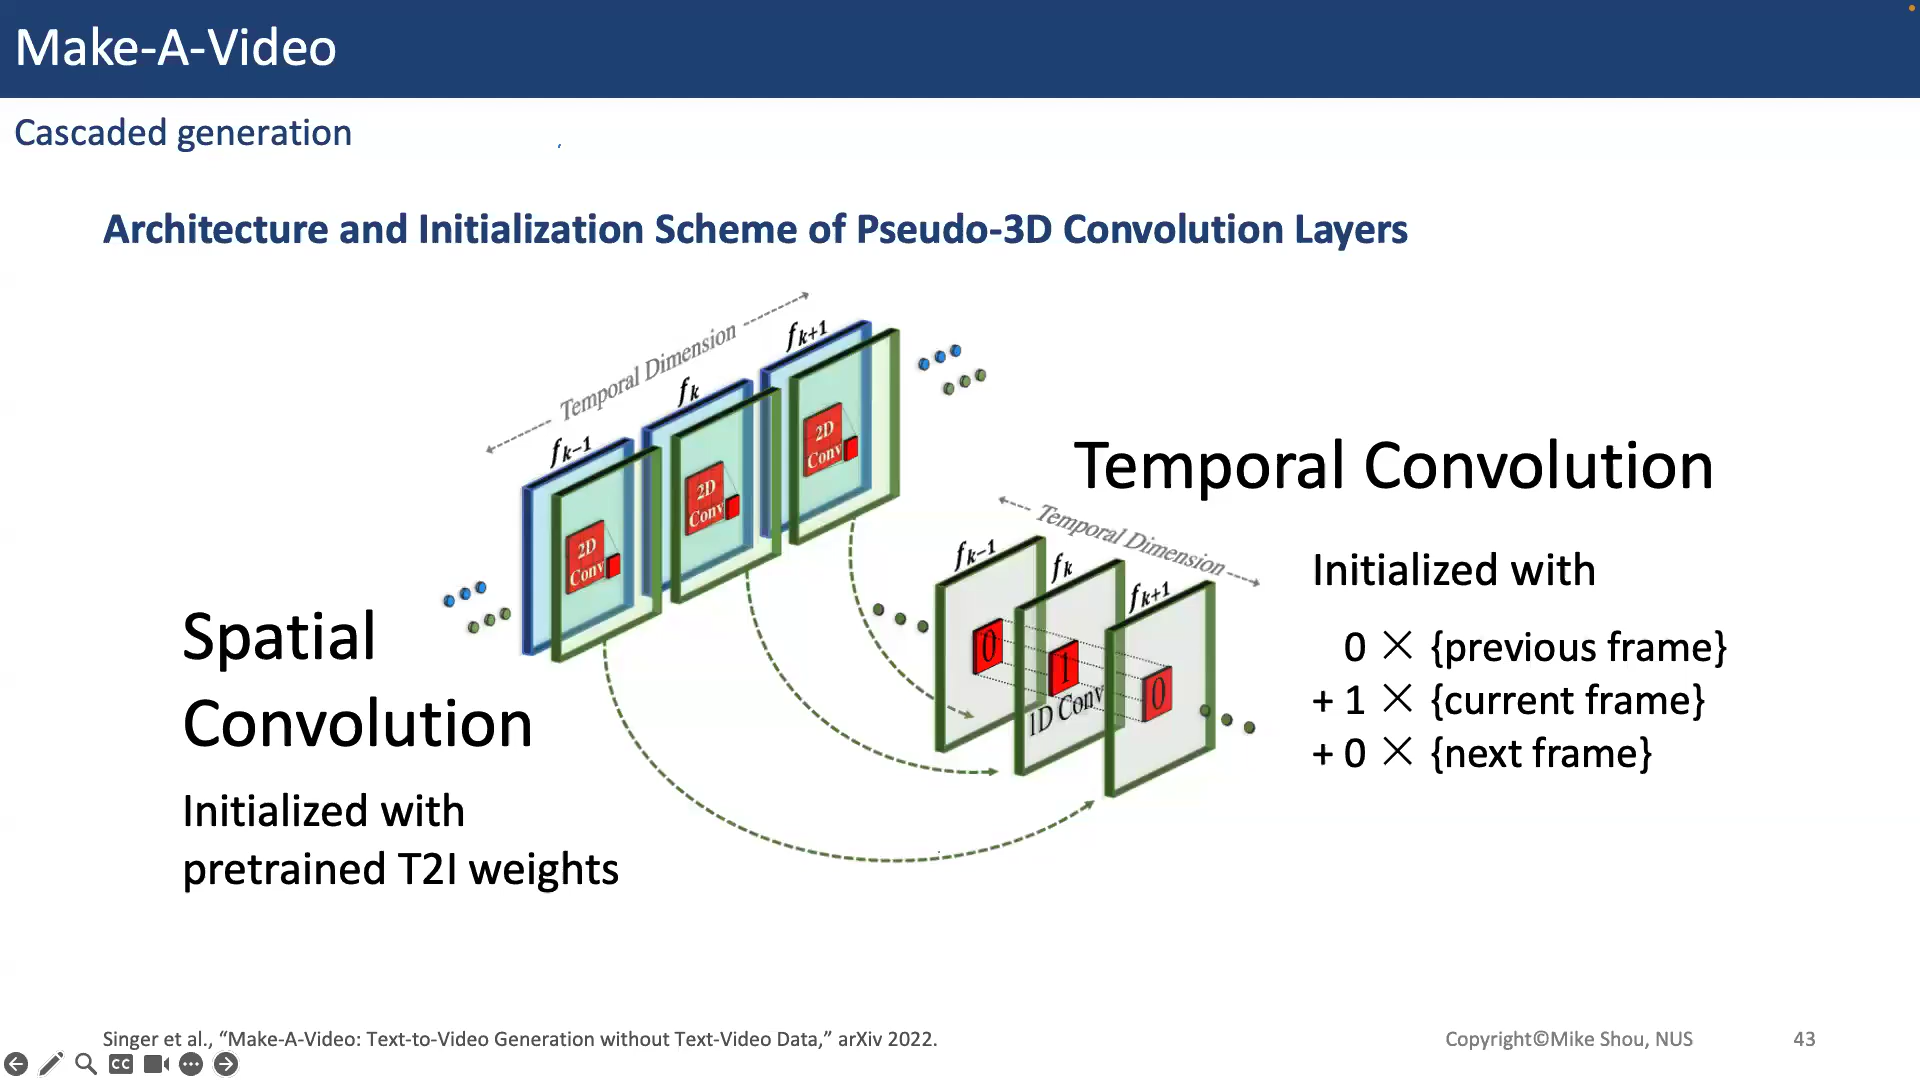 Make-A-Video
Cascaded generation
Architecture and Initialization Scheme of Pseudo-3D Convolution Layers
Temporal Dimension
fk−1
fk
fk+1
2D Conv
2D Conv
2D Conv
Spatial
Convolution
Initialized with
pretrained T2I weights
Temporal Convolution
Temporal Dimension
fk−1
fk
fk+1
0
1
0
1D Conv
Initialized with
0 × {previous frame}
+ 1 × {current frame}
+ 0 × {next frame}
Singer et al., “Make-A-Video: Text-to-Video Generation without Text-Video Data,” arXiv 2022.
Copyright©Mike Shou, NUS
43
CC